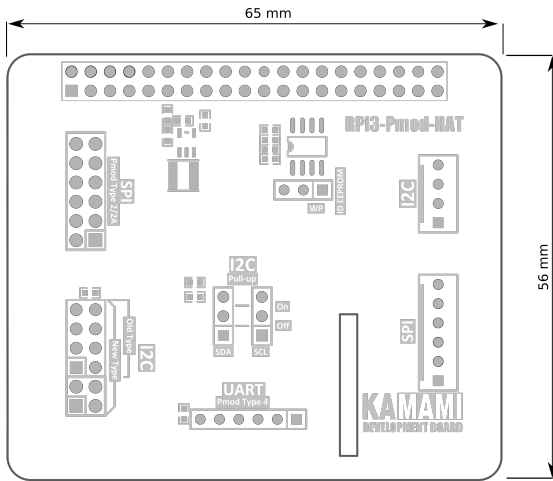 65 mm
RPi3-Pmod-HAT
SPI
Pmod Type 2/2A
WP
ID EEPROM
I2C
56 mm
I2C
Pull-up
On
Off
SDA
SCL
SPI
Old Type
New Type
I2C
UART
Pmod Type 4
KAMAMI
DEVELOPMENT BOARD